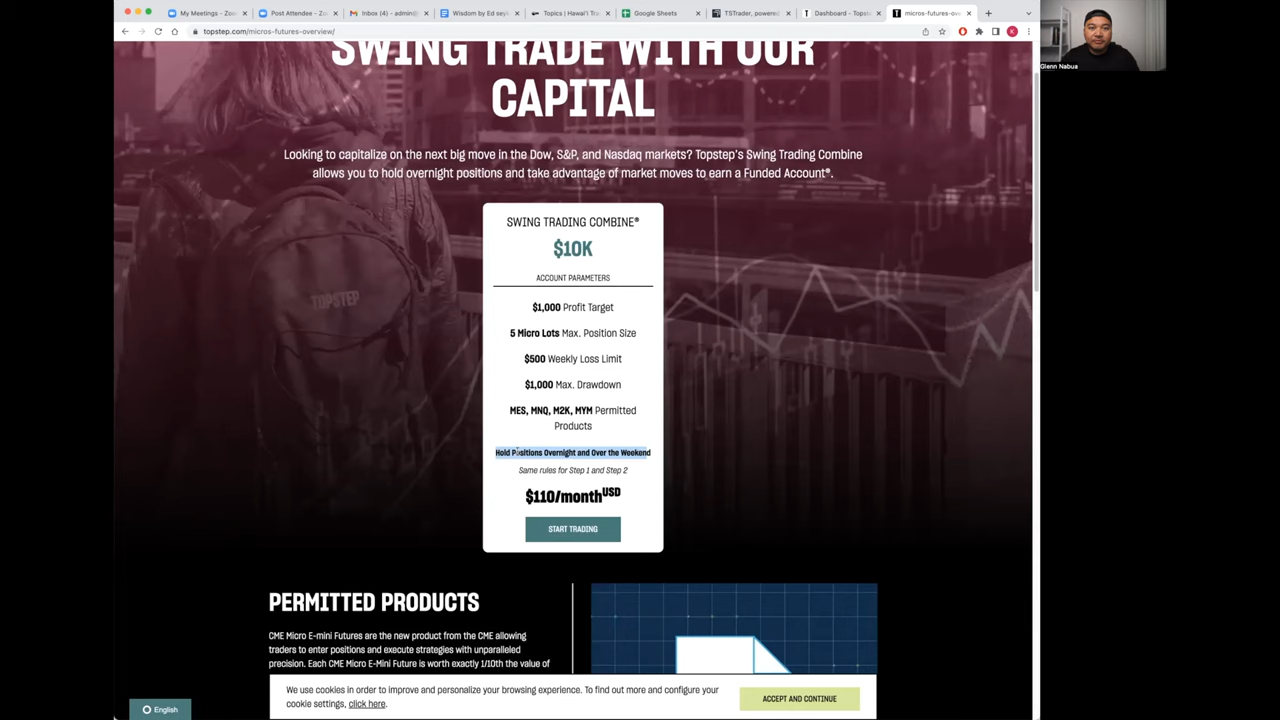 My Meetings - Zoo
Post Attendee - Zo
Inbox (4) - admin@
Wisdom by Ed sey
Topics | Hawai'i Tra
Google Sheets
TSTrader, powered
Dashboard - Topst
micros-futures-ov
topstep.com/micros-futures-overview/
K
Glenn Nabua
SWING TRADE WITH OUR
CAPITAL
Looking to capitalize on the next big move in the Dow, S&P, and Nasdaq markets? Topstep's Swing Trading Combine
allows you to hold overnight positions and take advantage of market moves to earn a Funded Account®.
SWING TRADING COMBINE®
$10K
ACCOUNT PARAMETERS
$1,000 Profit Target
5 Micro Lots Max. Position Size
$500 Weekly Loss Limit
$1,000 Max. Drawdown
MES, MNQ, M2K, MYM Permitted
Products
Hold Positions Overnight and Over the Weekend
Same rules for Step 1 and Step 2
$110/month USD
START TRADING
TOPSTEP
PERMITTED PRODUCTS
CME Micro E-mini Futures are the new product from the CME allowing
traders to enter positions and execute strategies with unparalleled
precision. Each CME Micro E-Mini Future is worth exactly 1/10th the value of
We use cookies in order to improve and personalize your browsing experience. To find out more and configure your
cookie settings, click here.
ACCEPT AND CONTINUE
English